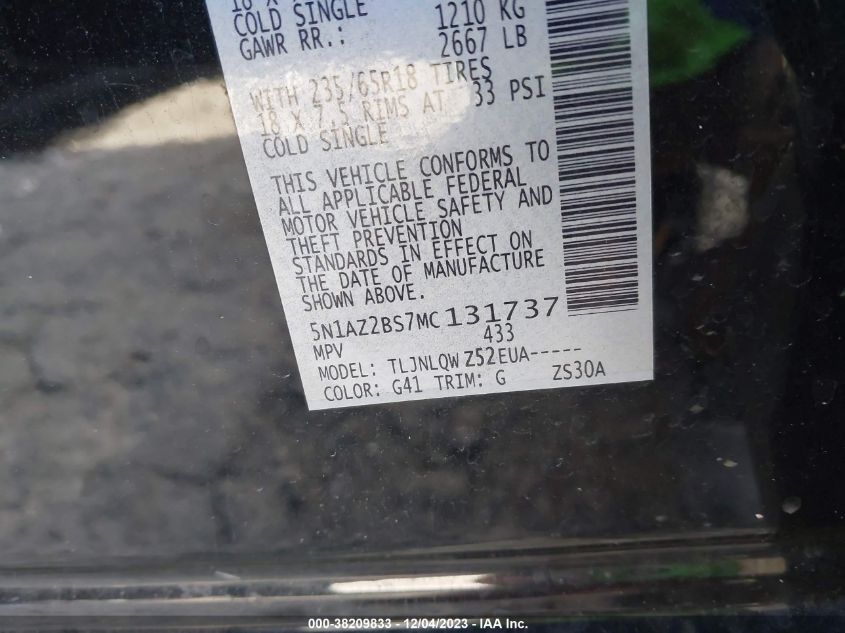 COLD SINGLE 1210 KG
GAWR RR.: 2667 LB
WITH 235/65R18 TIRES
18 X 7.5 RIMS AT 33 PSI
COLD SINGLE
THIS VEHICLE CONFORMS TO
ALL APPLICABLE FEDERAL
MOTOR VEHICLE SAFETY AND
THEFT PREVENTION
STANDARDS IN EFFECT ON
THE DATE OF MANUFACTURE
SHOWN ABOVE.
5N1AZ2BS7MC131737
MPV 433
MODEL: TLJNLQW Z52EUA-----
COLOR: G41 TRIM: G ZS30A
000-38209833 - 12/04/2023 - IAA Inc.